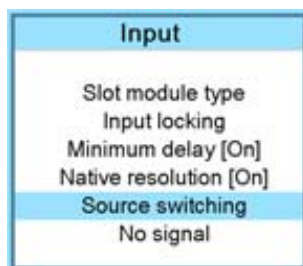 Input
Slot module type
Input locking
Minimum delay [On]
Native resolution [On]
Source switching
No signal